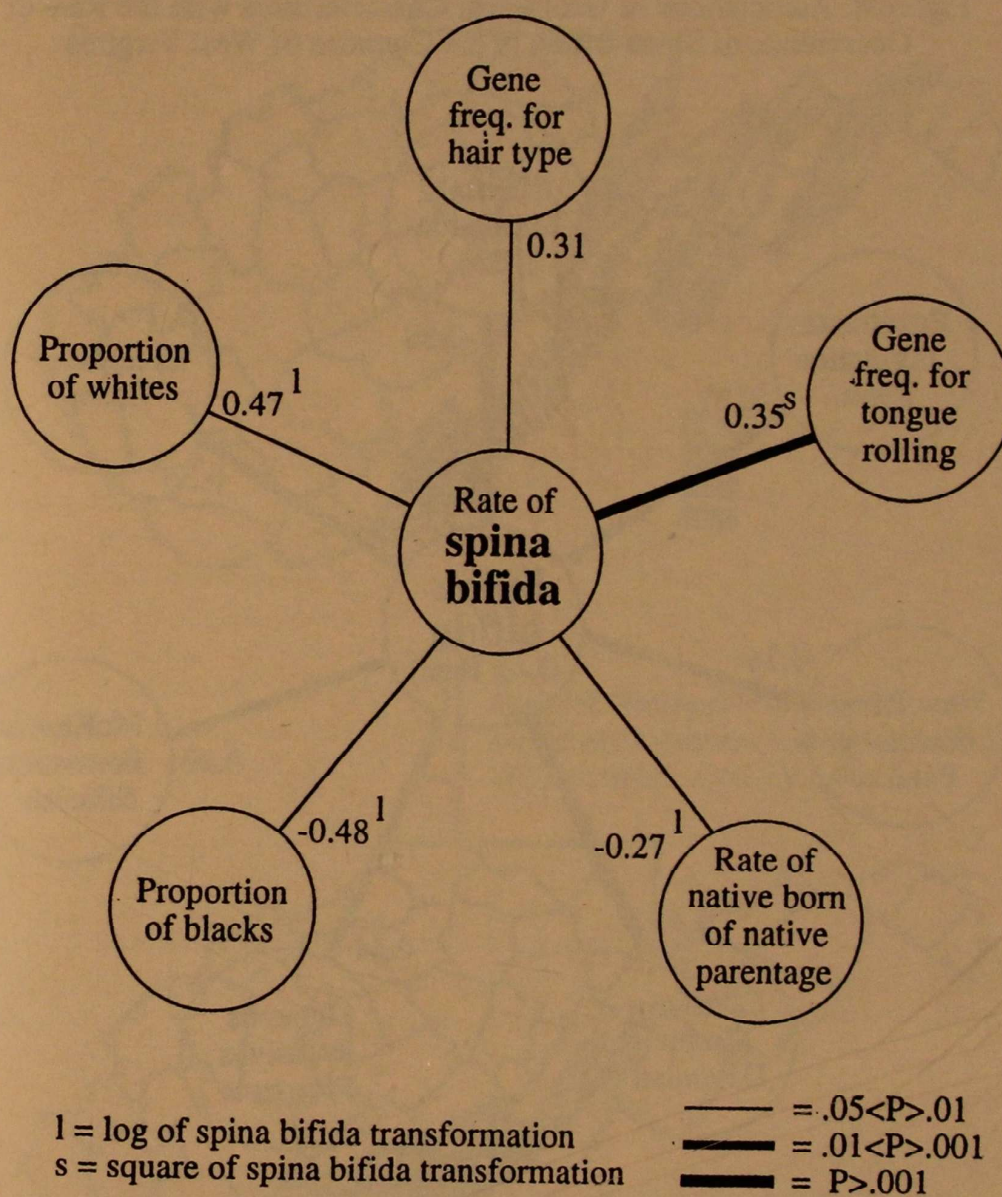 Gene
freq. for
hair type
0.31
Proportion
of whites
0.47 l
Gene
freq. for
tongue
rolling
0.35s
Rate of
spina
bifida
-0.48 l
Proportion
of blacks
-0.27 l
Rate of
native born
of native
parentage
l = log of spina bifida transformation
s = square of spina bifida transformation
= .05<P>.01
= .01<P>.001
= P>.001